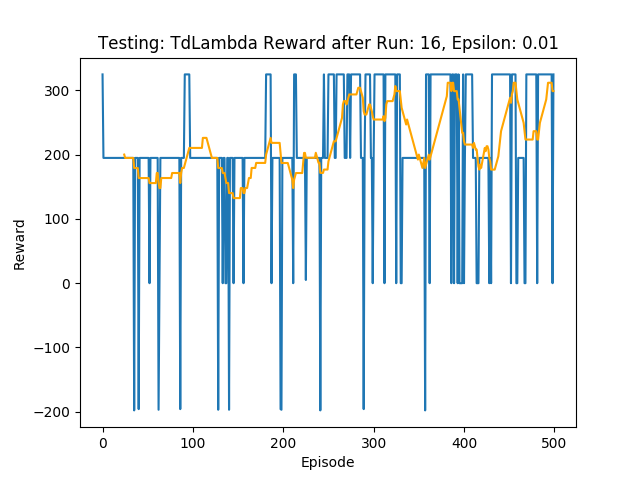 Testing: TdLambda Reward after Run: 16, Epsilon: 0.01
300
200
100
0
−100
−200
Reward
0 100 200 300 400 500
Episode